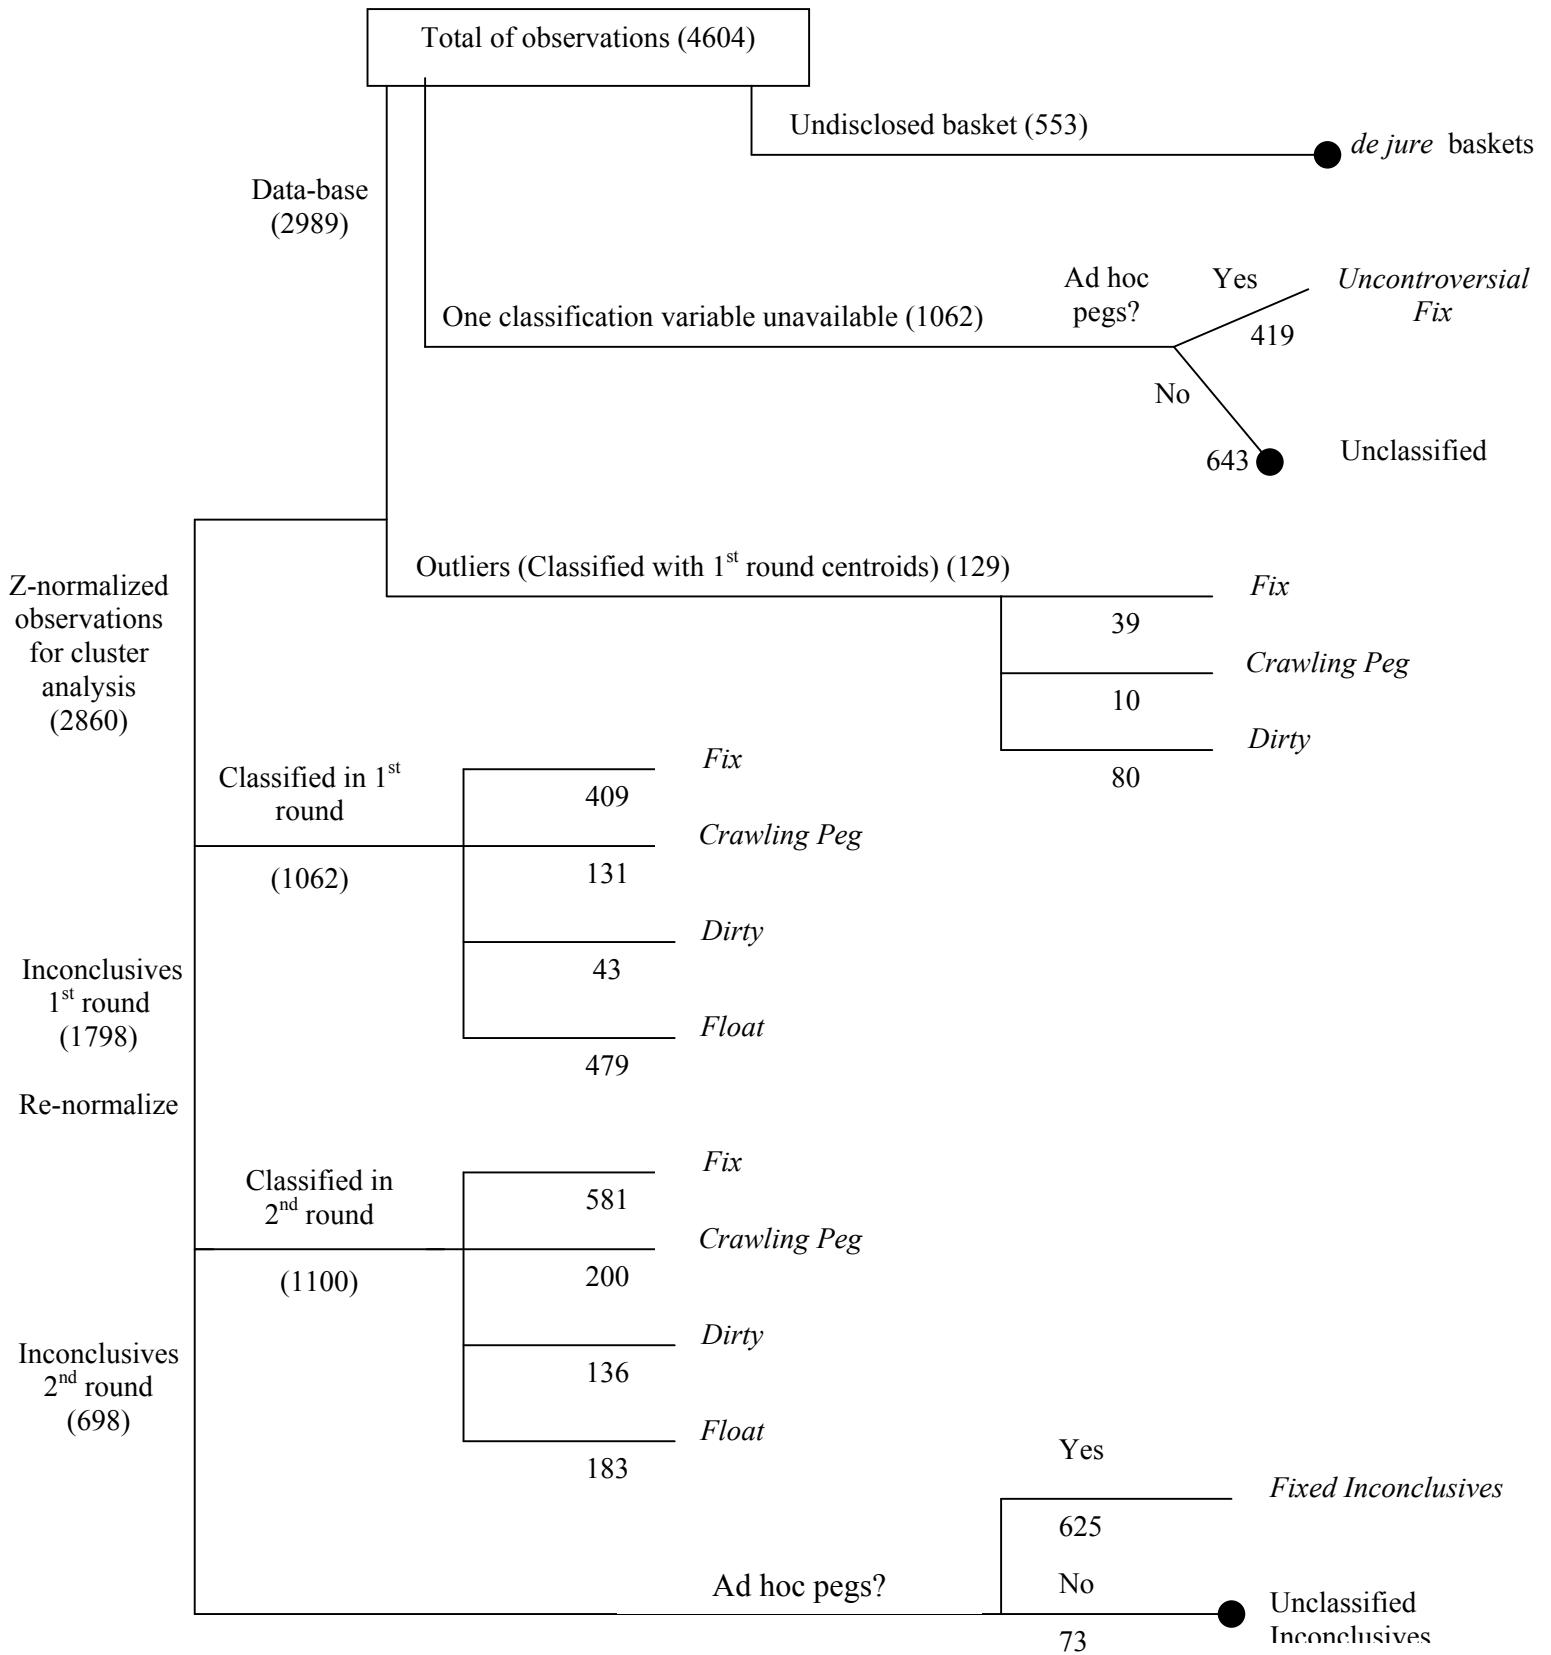 Total of observations (4604)
Undisclosed basket (553)
de jure baskets
Data-base
(2989)
Ad hoc
pegs?
Yes
Uncontroversial
Fix
One classification variable unavailable (1062)
419
No
643
Unclassified
Outliers (Classified with 1st round centroids) (129)
Fix
39
Crawling Peg
10
Dirty
80
Z-normalized
observations
for cluster
analysis
(2860)
Classified in 1st
round
(1062)
Fix
409
Crawling Peg
131
Dirty
43
Float
479
Inconclusives
1st round
(1798)
Re-normalize
Classified in
2nd round
(1100)
Fix
581
Crawling Peg
200
Dirty
136
Float
183
Inconclusives
2nd round
(698)
Ad hoc pegs?
Yes
625
Fixed Inconclusives
No
73
Unclassified
Inconclusives